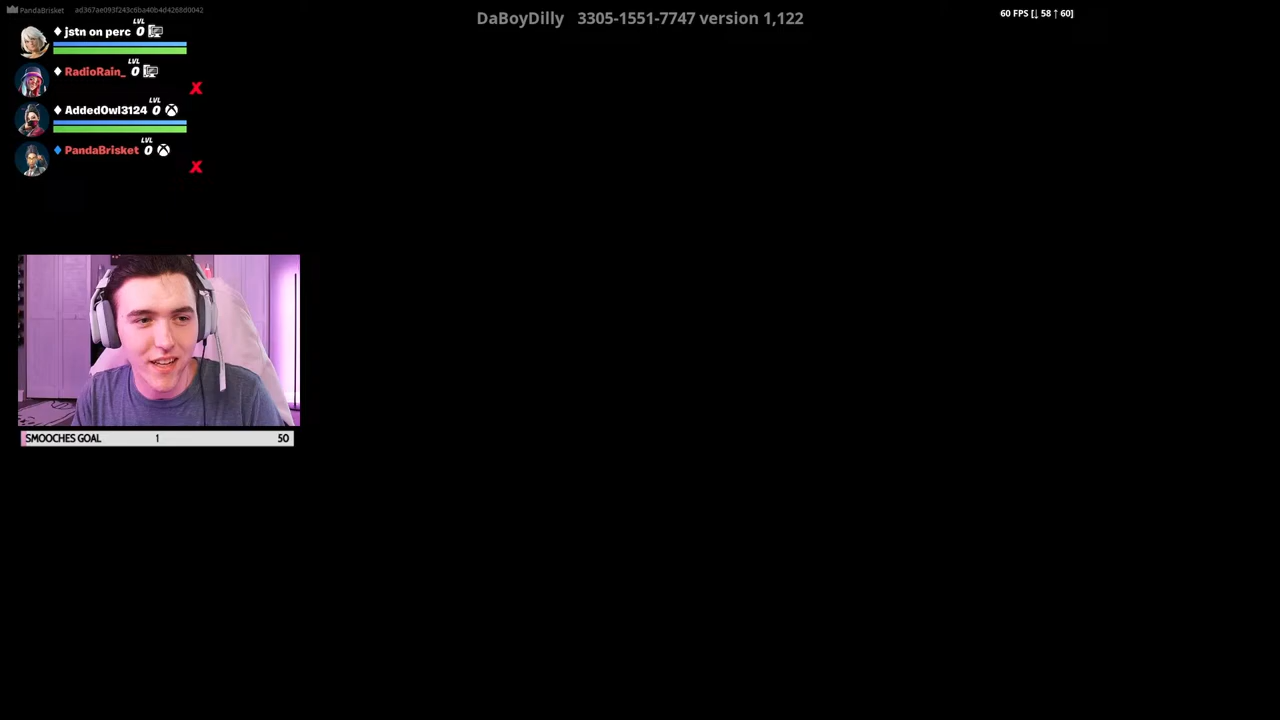 PandaBrisket ad367ae093f243c6ba40b4d4268d0042
DaBoyDilly 3305-1551-7747 version 1,122
60 FPS [↓ 58 ↑ 60]
LVL
jstn on perc 0
LVL
RadioRain_ 0
X
LVL
AddedOwl3124 0
LVL
PandaBrisket 0
X
SMOOCHES GOAL 1 50